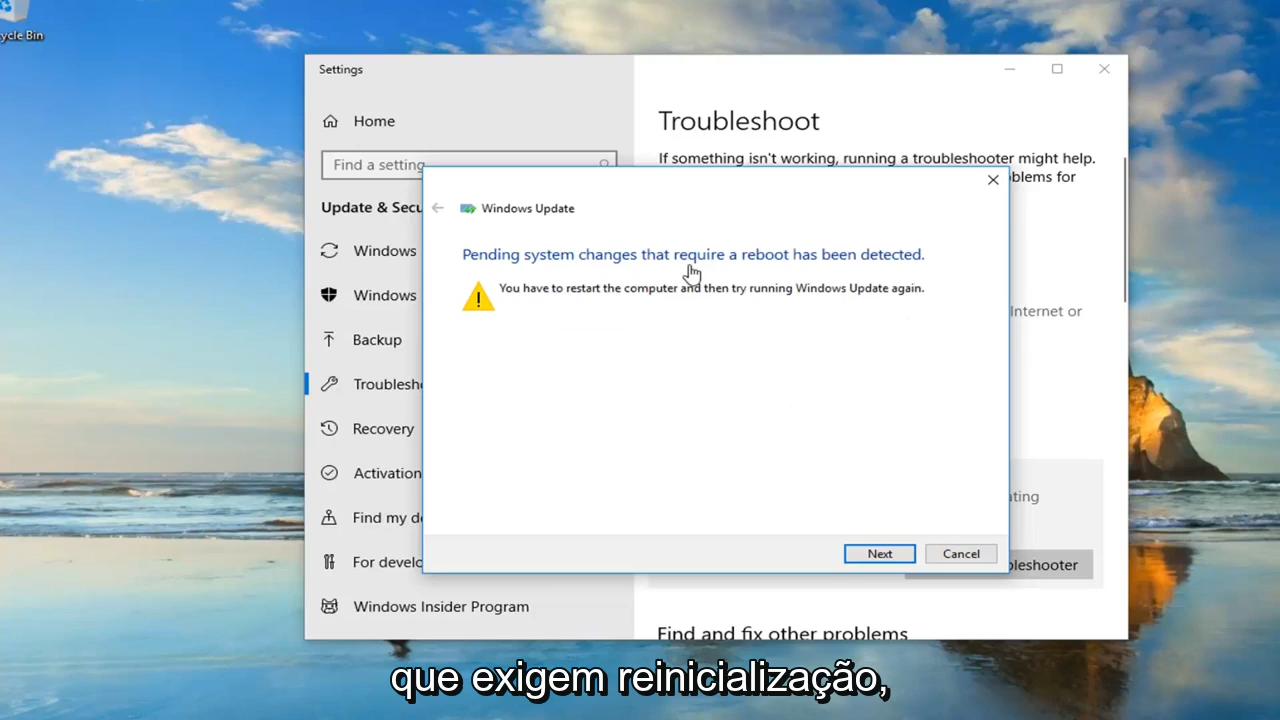 ycle Bin
Settings
Home
Find a setting
Update & Secu
Windows
Windows
Backup
Troublesho
Recovery
Activation
Find my d
For develo
Windows Insider Program
Troubleshoot
If something isn't working, running a troubleshooter might help.
oblems for
Internet or
ating
bleshooter
Find and fix other problems
Windows Update
Pending system changes that require a reboot has been detected.
You have to restart the computer and then try running Windows Update again.
Next
Cancel
que exigem reinicialização,